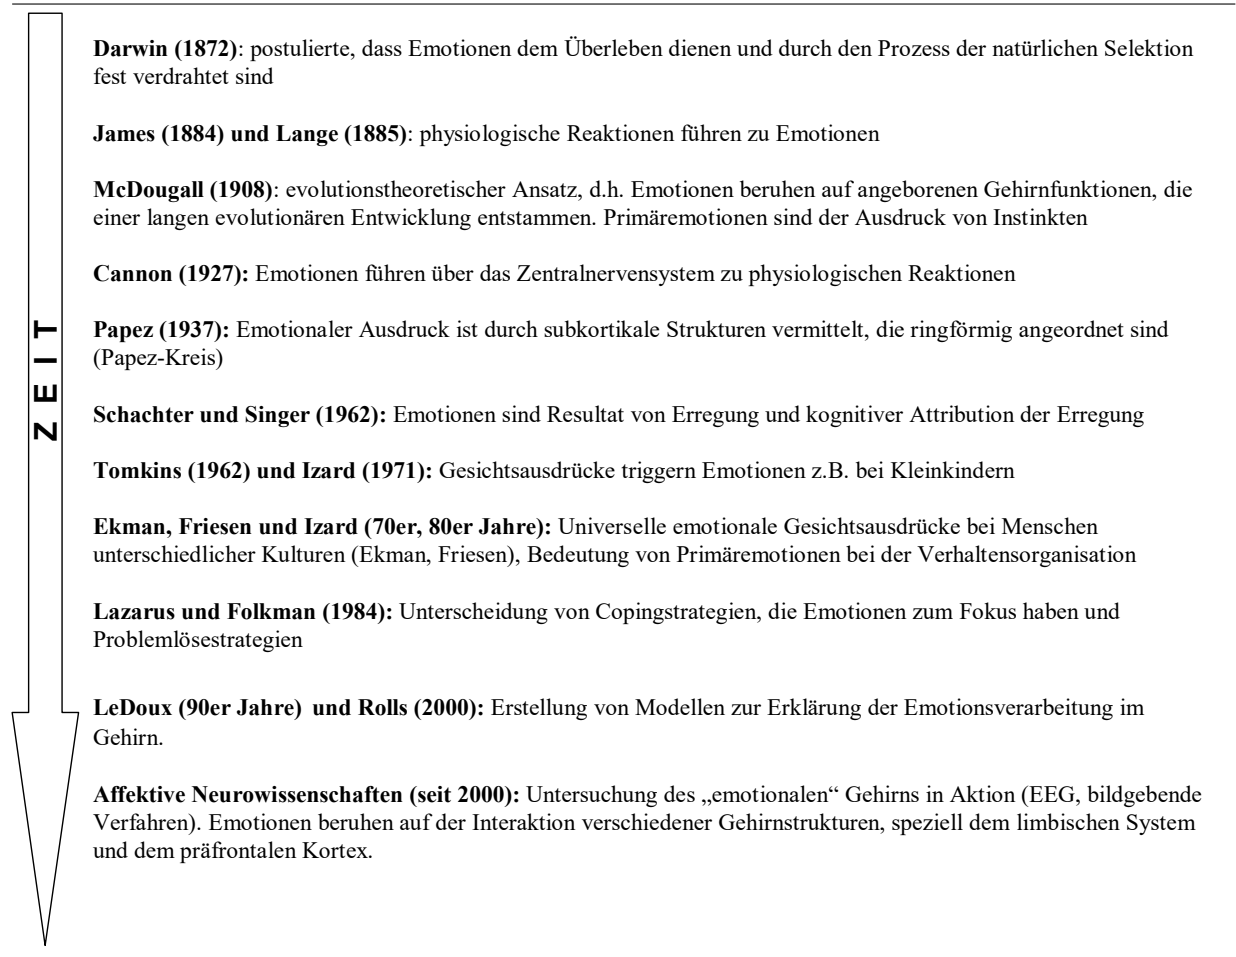 ZEIT
Darwin (1872): postulierte, dass Emotionen dem Überleben dienen und durch den Prozess der natürlichen Selektion
fest verdrahtet sind
James (1884) und Lange (1885): physiologische Reaktionen führen zu Emotionen
McDougall (1908): evolutionstheoretischer Ansatz, d.h. Emotionen beruhen auf angeborenen Gehirnfunktionen, die
einer langen evolutionären Entwicklung entstammen. Primäremotionen sind der Ausdruck von Instinkten
Cannon (1927): Emotionen führen über das Zentralnervensystem zu physiologischen Reaktionen
Papez (1937): Emotionaler Ausdruck ist durch subkortikale Strukturen vermittelt, die ringförmig angeordnet sind
(Papez-Kreis)
Schachter und Singer (1962): Emotionen sind Resultat von Erregung und kognitiver Attribution der Erregung
Tomkins (1962) und Izard (1971): Gesichtsausdrücke triggern Emotionen z.B. bei Kleinkindern
Ekman, Friesen und Izard (70er, 80er Jahre): Universelle emotionale Gesichtsausdrücke bei Menschen
unterschiedlicher Kulturen (Ekman, Friesen), Bedeutung von Primäremotionen bei der Verhaltensorganisation
Lazarus und Folkman (1984): Unterscheidung von Copingstrategien, die Emotionen zum Fokus haben und
Problemlösestrategien
LeDoux (90er Jahre) und Rolls (2000): Erstellung von Modellen zur Erklärung der Emotionsverarbeitung im
Gehirn.
Affektive Neurowissenschaften (seit 2000): Untersuchung des „emotionalen“ Gehirns in Aktion (EEG, bildgebende
Verfahren). Emotionen beruhen auf der Interaktion verschiedener Gehirnstrukturen, speziell dem limbischen System
und dem präfrontalen Kortex.